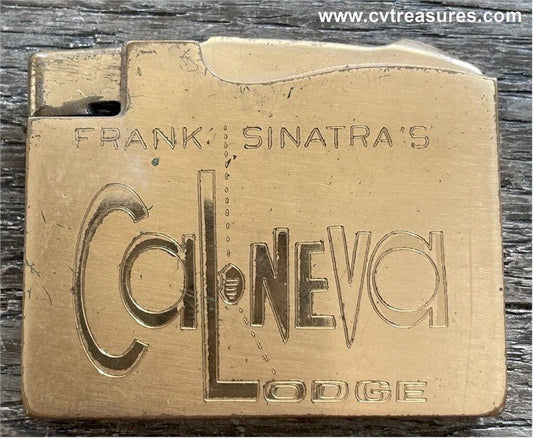 www.cvtreasures.com
FRANK SINATRA'S
CaL·NEVa
LODGE